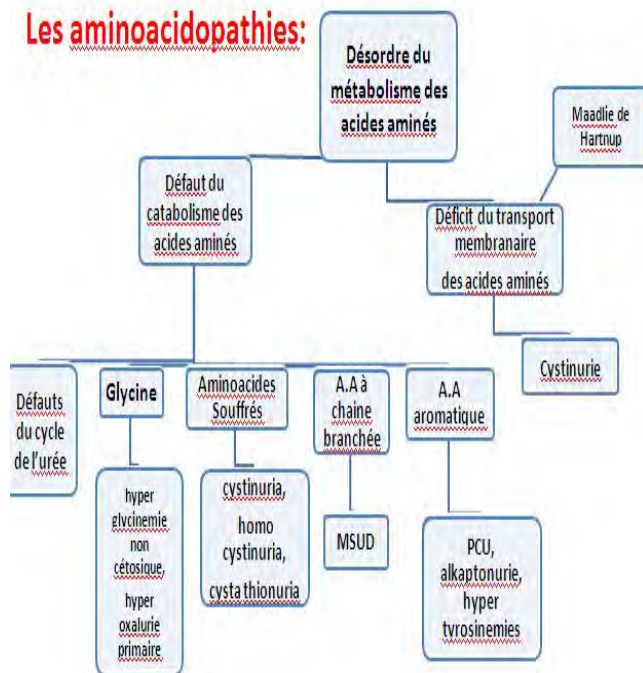 Les aminoacidopathies:
Désordre du
métabolisme des
acides aminés
Maadlie de
Hartnup
Défaut du
catabolisme des
acides aminés
Déficit du transport
membranaire
des acides aminés
Cystinurie
Défauts
du cycle
de l'urée
Glycine
Aminoacides
Souffrés
A.A à
chaine
branchée
A.A
aromatique
hyper
glycinemie
non
cétosique,
hyper
oxalurie
primaire
cystinuria,
homo
cystinuria,
cysta thionuria
MSUD
PCU,
alkaptonurie,
hyper
tyrosinemies